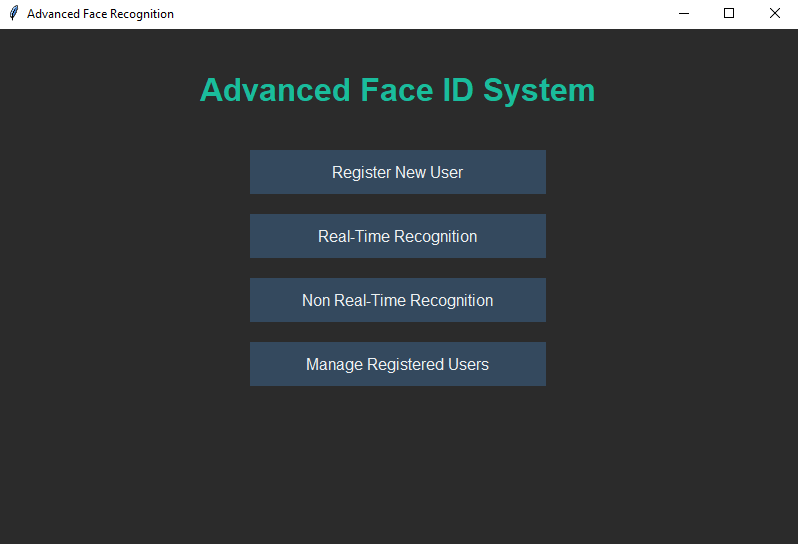 Advanced Face Recognition
Advanced Face ID System
Register New User
Real-Time Recognition
Non Real-Time Recognition
Manage Registered Users